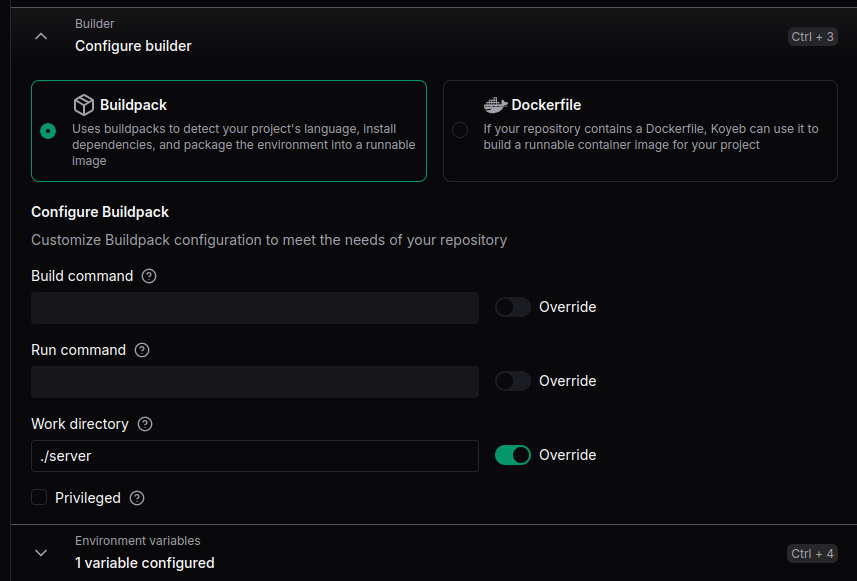 Builder
Configure builder
Ctrl + 3
Buildpack
Uses buildpacks to detect your project's language, install
dependencies, and package the environment into a runnable
image
Dockerfile
If your repository contains a Dockerfile, Koyeb can use it to
build a runnable container image for your project
Configure Buildpack
Customize Buildpack configuration to meet the needs of your repository
Build command ?
Override
Run command ?
Override
Work directory ?
./server
Override
Privileged ?
Environment variables
1 variable configured
Ctrl + 4